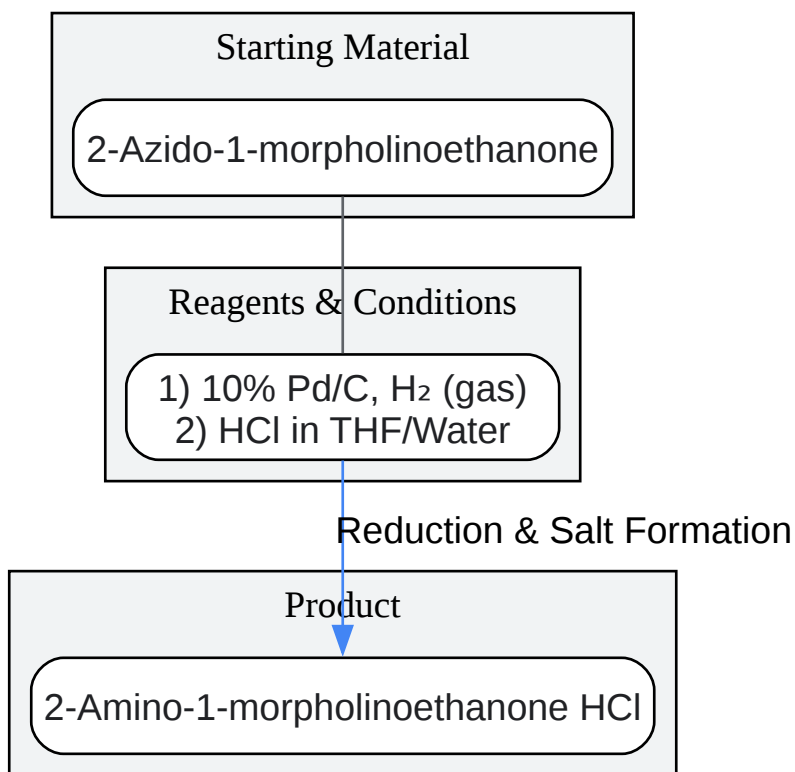 Starting Material
2-Azido-1-morpholinoethanone
Reagents & Conditions
1) 10% Pd/C, H₂ (gas)
2) HCl in THF/Water
Reduction & Salt Formation
Product
2-Amino-1-morpholinoethanone HCl